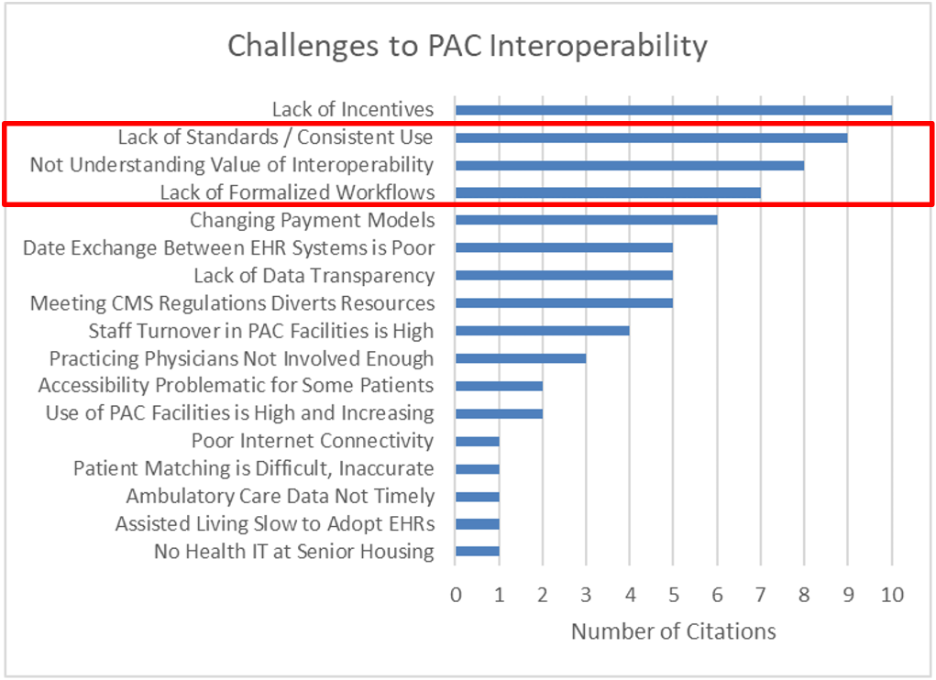 Challenges to PAC Interoperability
Lack of Incentives
Lack of Standards / Consistent Use
Not Understanding Value of Interoperability
Lack of Formalized Workflows
Changing Payment Models
Date Exchange Between EHR Systems is Poor
Lack of Data Transparency
Meeting CMS Regulations Diverts Resources
Staff Turnover in PAC Facilities is High
Practicing Physicians Not Involved Enough
Accessibility Problematic for Some Patients
Use of PAC Facilities is High and Increasing
Poor Internet Connectivity
Patient Matching is Difficult, Inaccurate
Ambulatory Care Data Not Timely
Assisted Living Slow to Adopt EHRs
No Health IT at Senior Housing
0 1 2 3 4 5 6 7 8 9 10
Number of Citations